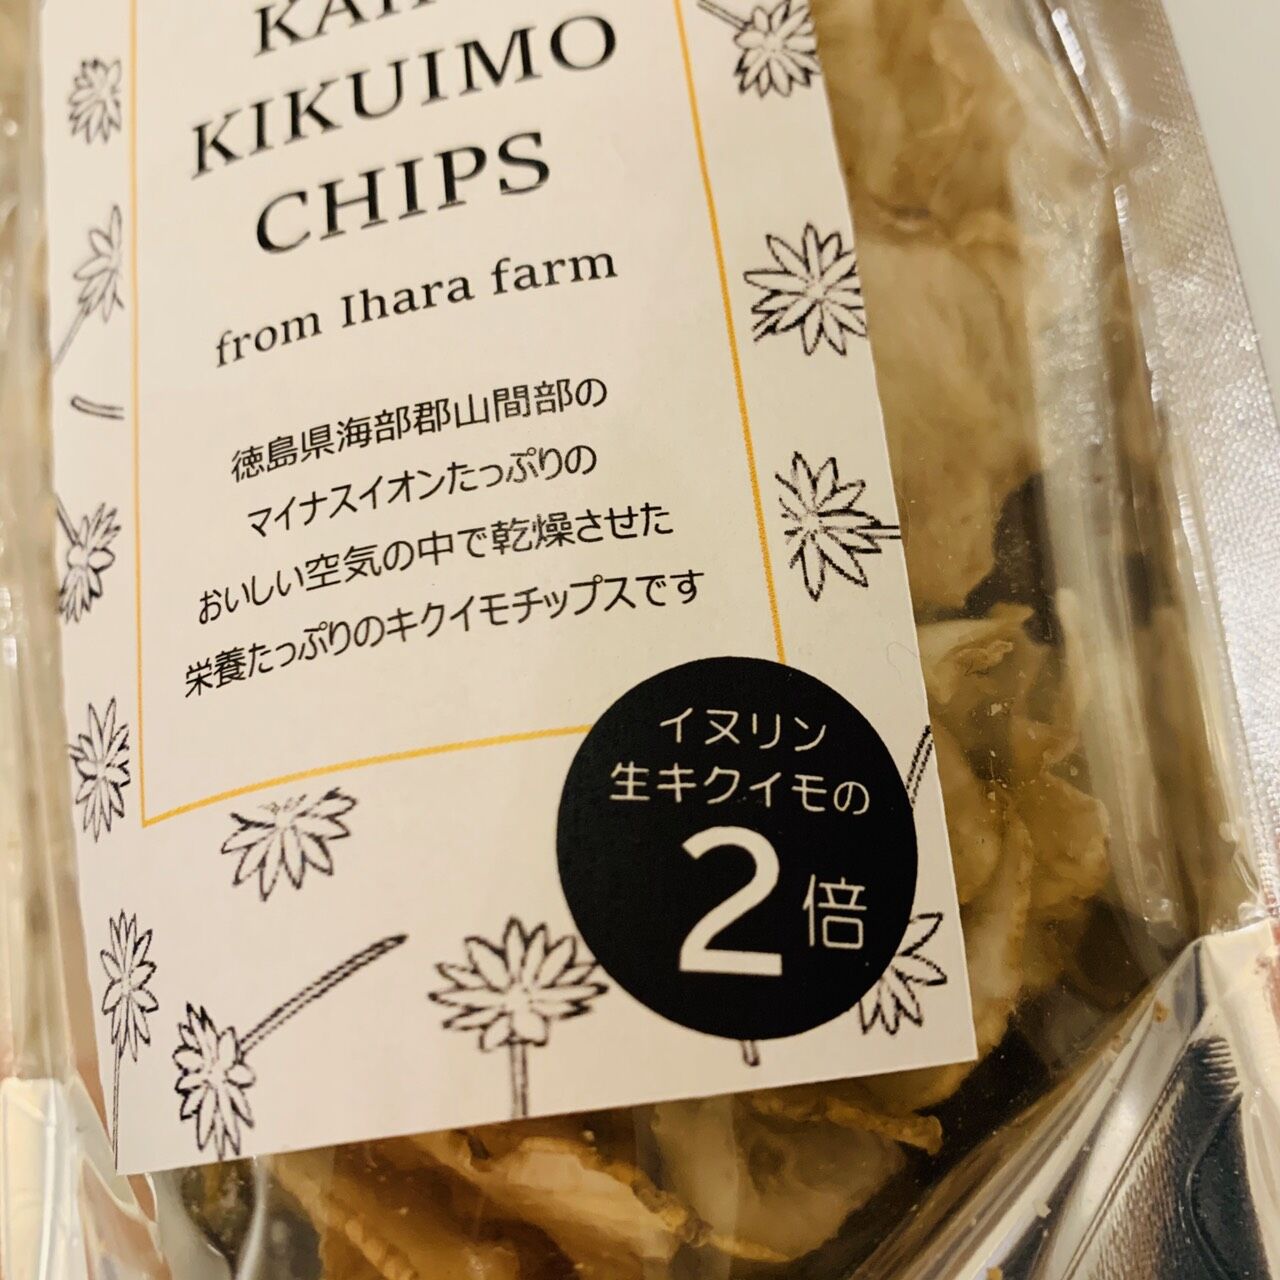 KIKUIMO
CHIPS
from Ihara farm
徳島県海部郡山間部の
マイナスイオンたっぷりの
おいしい空気の中で乾燥させた
栄養たっぷりのキクイモチップスです
イヌリン
生キクイモの
2倍